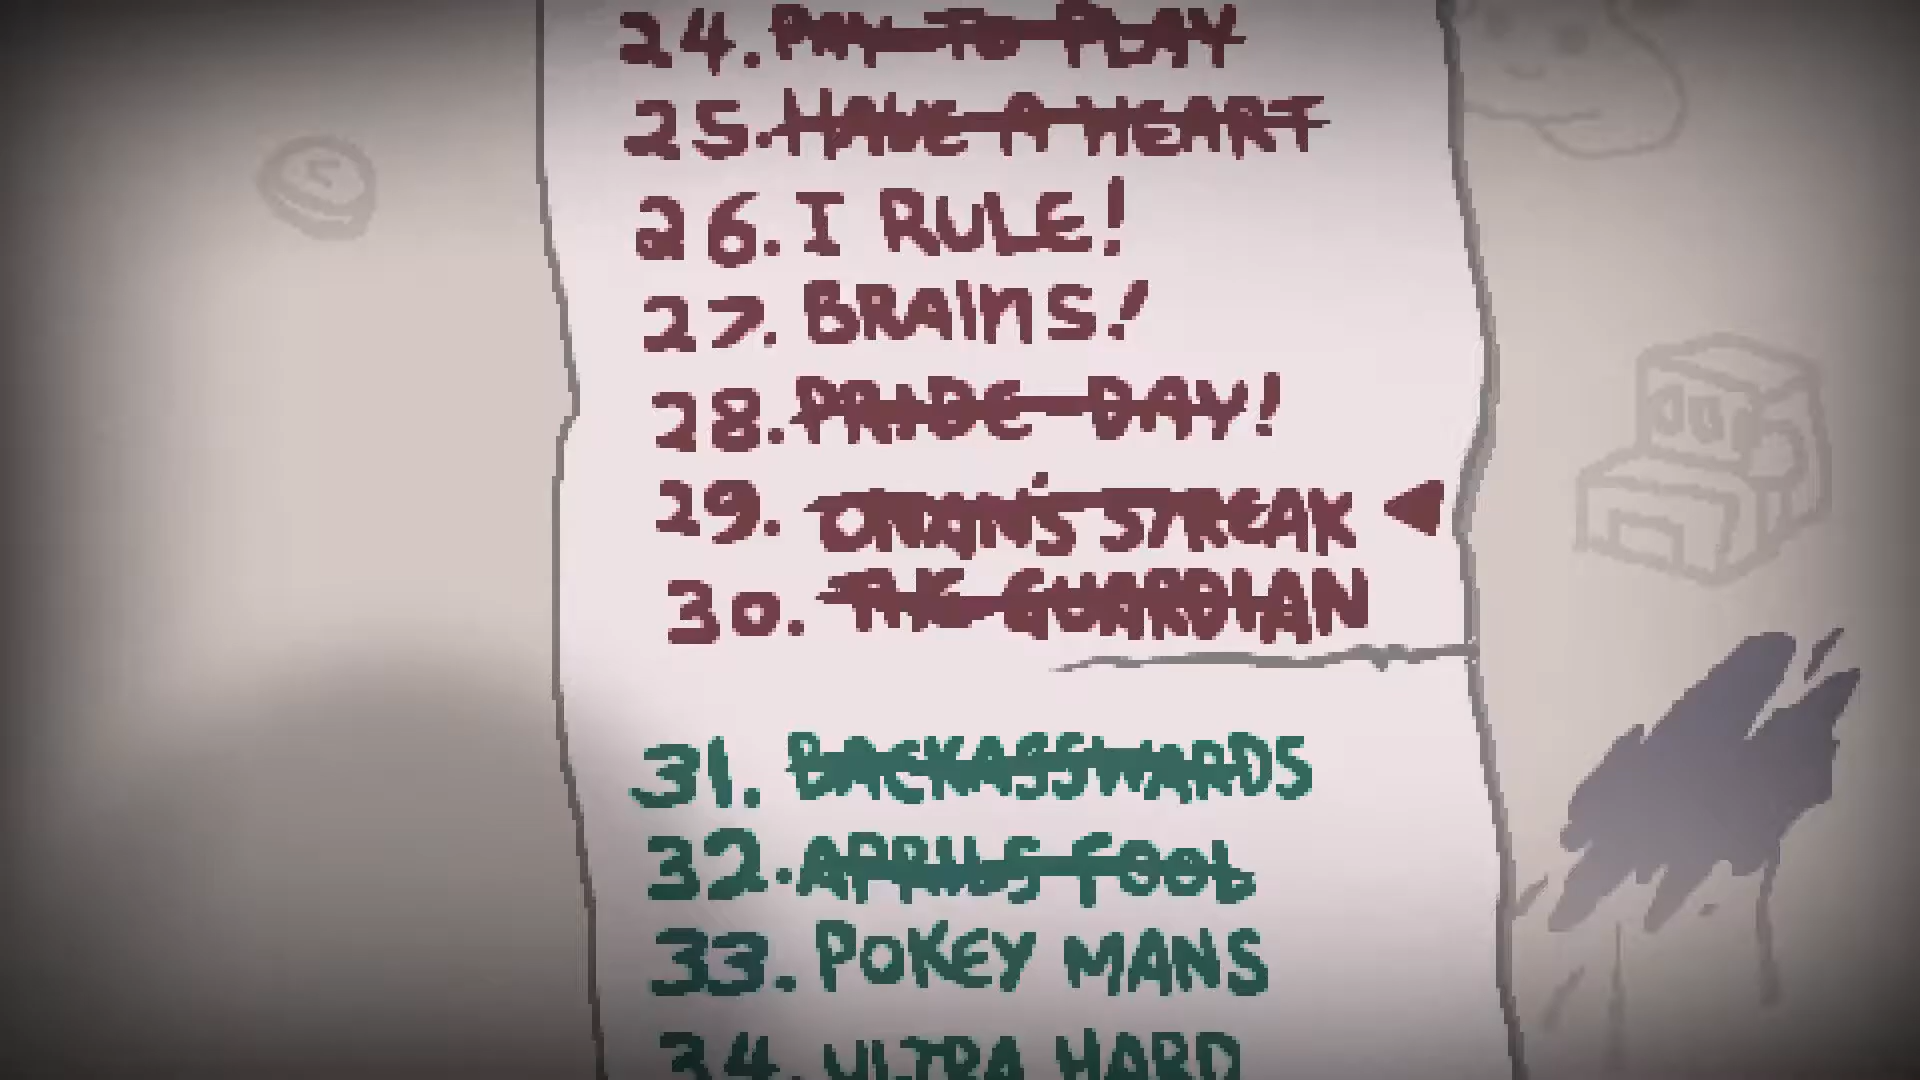 24. PAY TO PLAY
25. HAVE A HEART
26. I RULE!
27. BRAINS!
28. PRIDE DAY!
29. ONAN'S STREAK
30. THE GUARDIAN
31. BACKASSWARDS
32. APRILS FOOL
33. POKEY MANS
34. ULTRA HARD